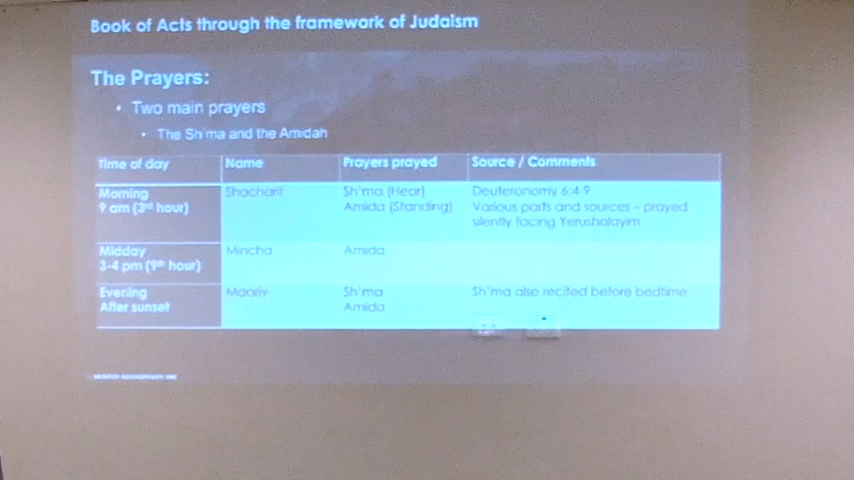 Book of Acts through the framework of Judaism
The Prayers:
• Two main prayers
• The Sh'ma and the Amidah
Time of day Name Prayers prayed Source / Comments
Morning Shacharit Sh'ma (Hear) Deuteronomy 6:4-9
9 am (3rd hour) Amida (Standing) Various parts and sources – prayed
silently facing Yerushalayim
Midday Mincha Amida
3-4 pm (9th hour)
Evening Maariv Sh'ma Sh'ma also recited before bedtime
After sunset Amida